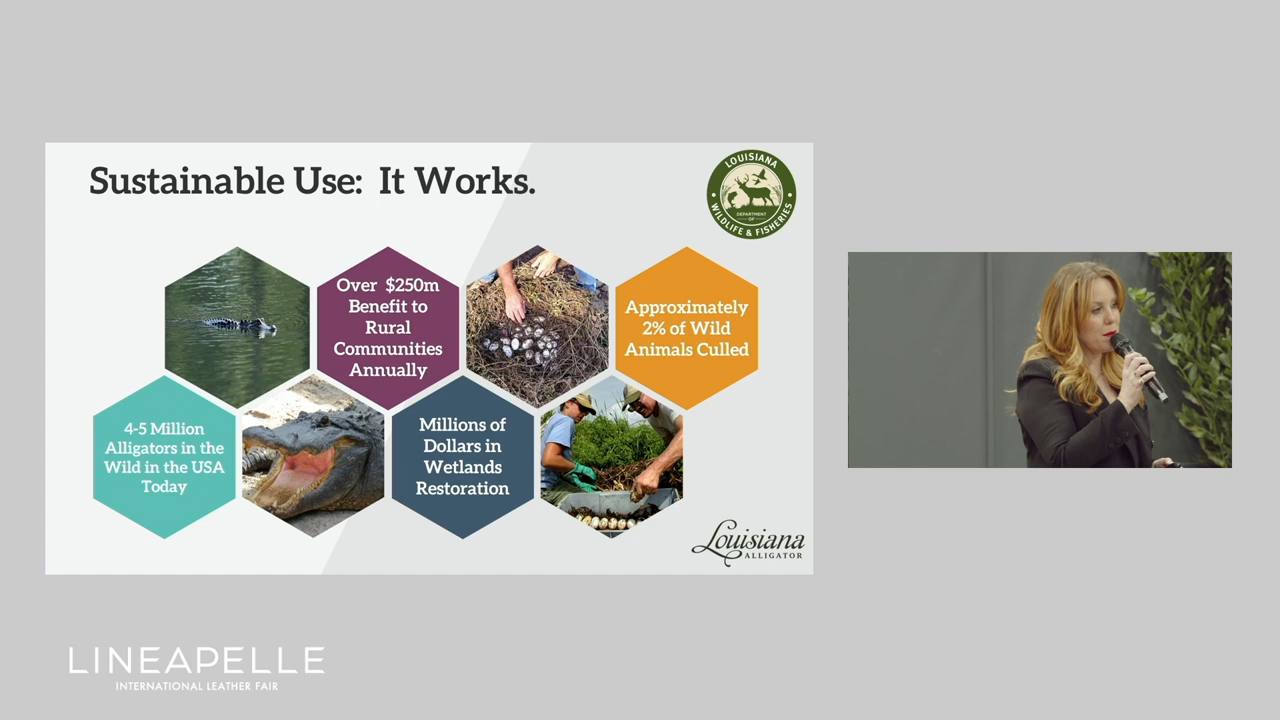 Sustainable Use: It Works.
LOUISIANA
DEPARTMENT
OF
WILDLIFE & FISHERIES
Over $250m
Benefit to
Rural
Communities
Annually
Approximately
2% of Wild
Animals Culled
4-5 Million
Alligators in the
Wild in the USA
Today
Millions of
Dollars in
Wetlands
Restoration
Louisiana
ALLIGATOR
LINEAPELLE
INTERNATIONAL LEATHER FAIR